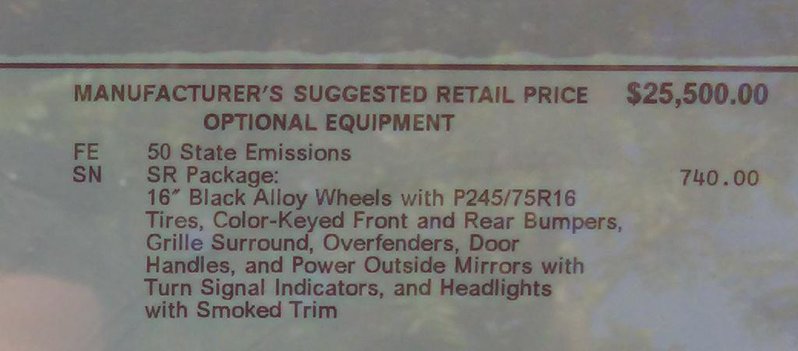 MANUFACTURER'S SUGGESTED RETAIL PRICE $25,500.00
OPTIONAL EQUIPMENT
FE 50 State Emissions
SN SR Package: 740.00
16″ Black Alloy Wheels with P245/75R16
Tires, Color-Keyed Front and Rear Bumpers,
Grille Surround, Overfenders, Door
Handles, and Power Outside Mirrors with
Turn Signal Indicators, and Headlights
with Smoked Trim